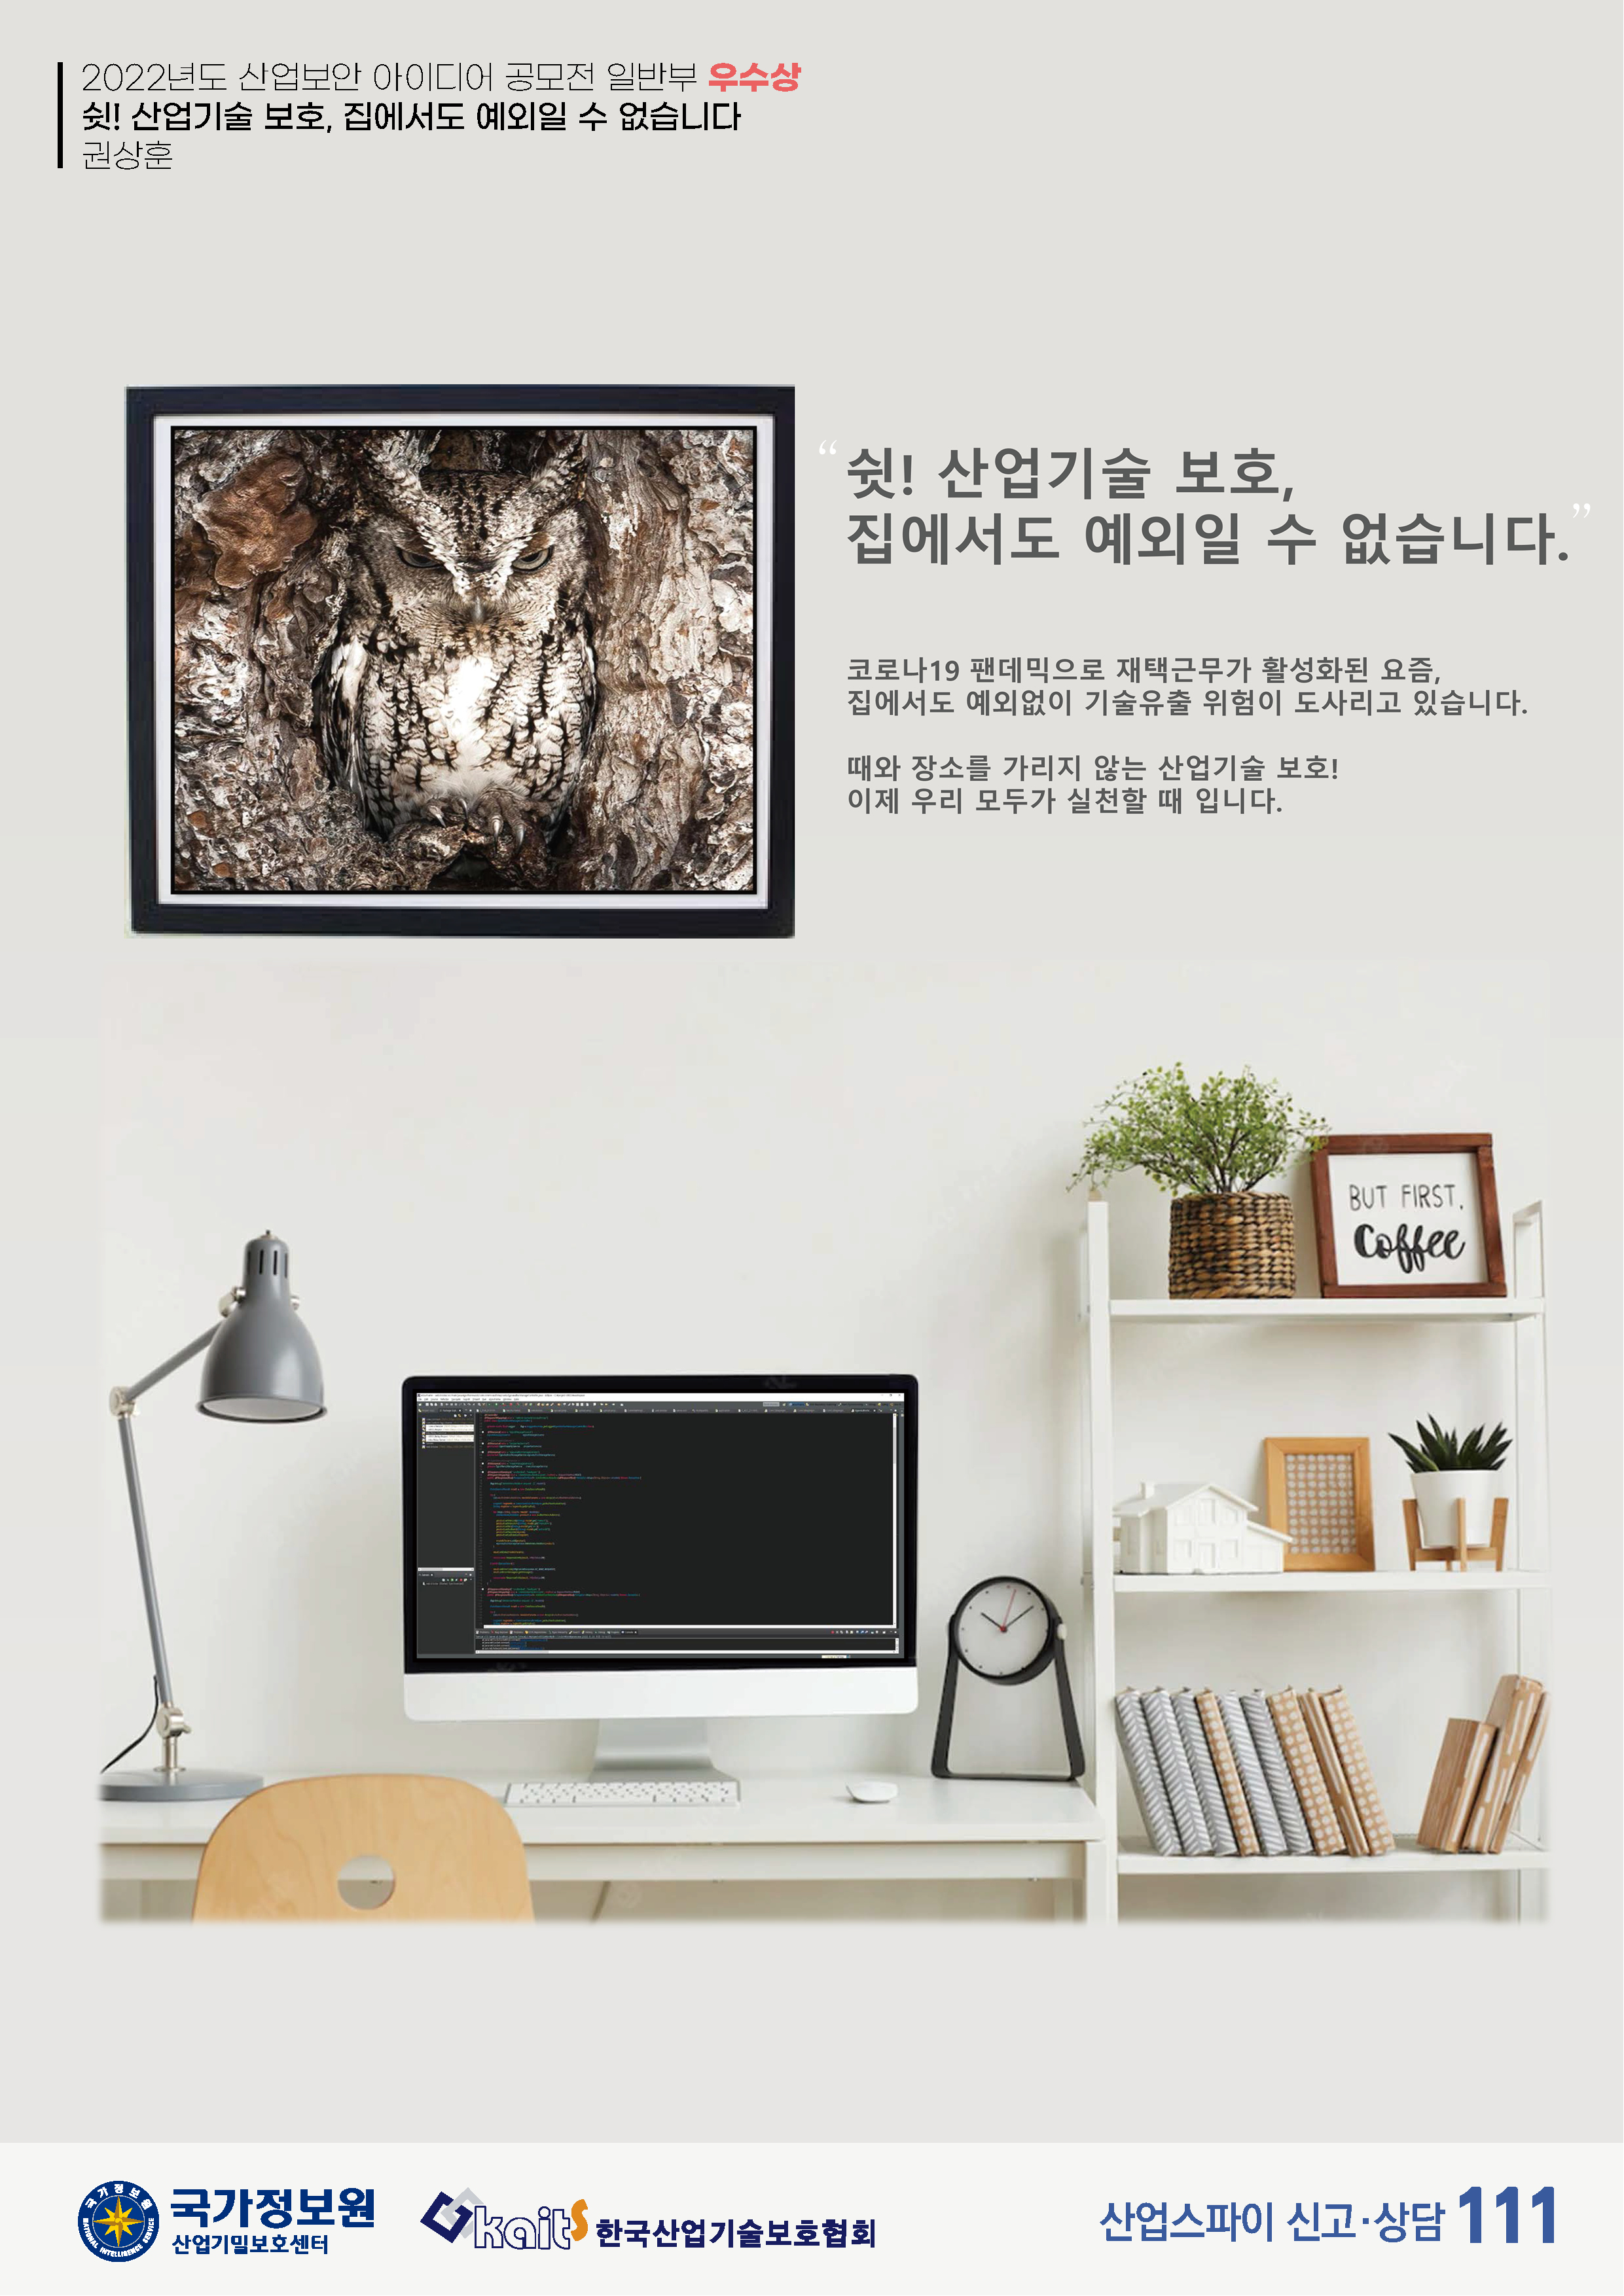 2022년도 산업보안 아이디어 공모전 일반부 우수상
쉿! 산업기술 보호, 집에서도 예외일 수 없습니다
권상훈
“쉿! 산업기술 보호,
집에서도 예외일 수 없습니다.”
코로나19 팬데믹으로 재택근무가 활성화된 요즘,
집에서도 예외없이 기술유출 위험이 도사리고 있습니다.
때와 장소를 가리지 않는 산업기술 보호!
이제 우리 모두가 실천할 때 입니다.
BUT FIRST,
Coffee
국가정보원
NATIONAL INTELLIGENCE SERVICE
국가정보원
산업기밀보호센터
kaits 한국산업기술보호협회
산업스파이 신고·상담 111